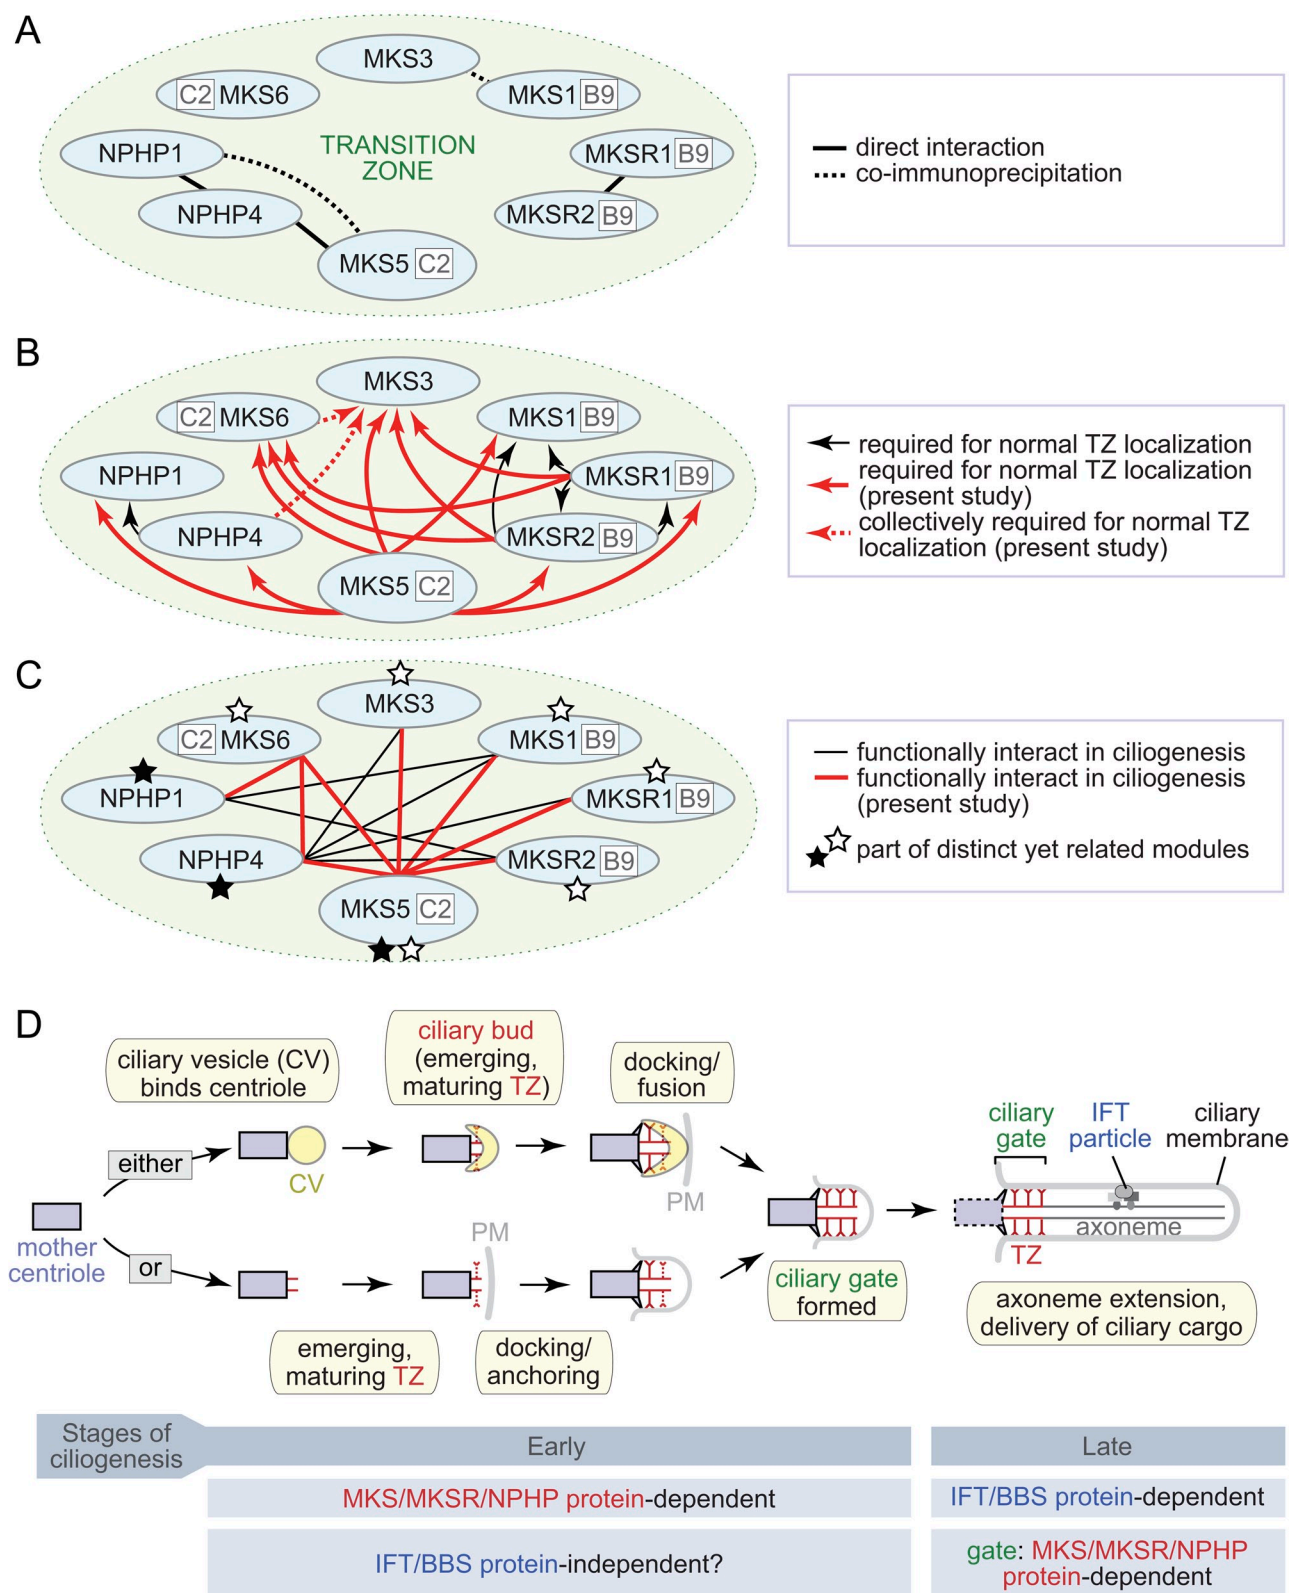 A
MKS3
C2 MKS6
MKS1 B9
NPHP1
TRANSITION
ZONE
MKSR1 B9
NPHP4
MKSR2 B9
MKS5 C2
direct interaction
co-immunoprecipitation
B
MKS3
C2 MKS6
MKS1 B9
NPHP1
MKSR1 B9
NPHP4
MKSR2 B9
MKS5 C2
required for normal TZ localization
required for normal TZ localization
(present study)
collectively required for normal TZ
localization (present study)
C
MKS3
C2 MKS6
MKS1 B9
NPHP1
MKSR1 B9
NPHP4
MKSR2 B9
MKS5 C2
functionally interact in ciliogenesis
functionally interact in ciliogenesis
(present study)
part of distinct yet related modules
D
ciliary vesicle (CV)
binds centriole
ciliary bud
(emerging,
maturing TZ)
docking/
fusion
ciliary
gate
IFT
particle
ciliary
membrane
either
CV
PM
mother
centriole
or
PM
axoneme
TZ
ciliary gate
formed
emerging,
maturing TZ
docking/
anchoring
axoneme extension,
delivery of ciliary cargo
Stages of
ciliogenesis
Early
Late
MKS/MKSR/NPHP protein-dependent
IFT/BBS protein-dependent
IFT/BBS protein-independent?
gate: MKS/MKSR/NPHP
protein-dependent